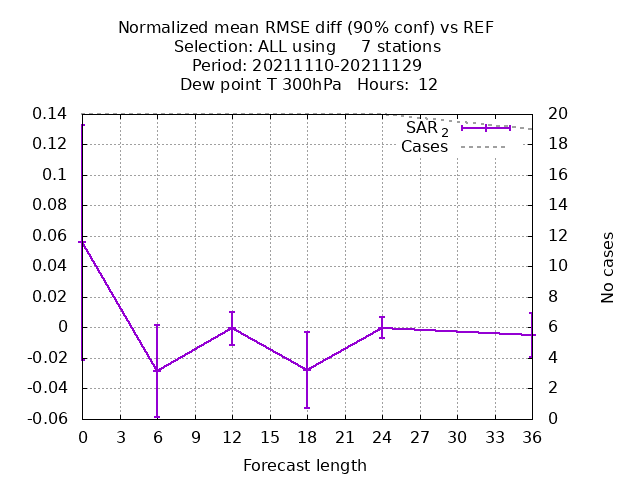 Normalized mean RMSE diff (90% conf) vs REF
Selection: ALL using     7 stations
Period: 20211110-20211129
Dew point T 300hPa   Hours:  12
0.14
0.12
0.1
0.08
0.06
0.04
0.02
0
-0.02
-0.04
-0.06
20
18
16
14
12
10
8
6
4
2
0
SAR 2
Cases
No cases
0 3 6 9 12 15 18 21 24 27 30 33 36
Forecast length